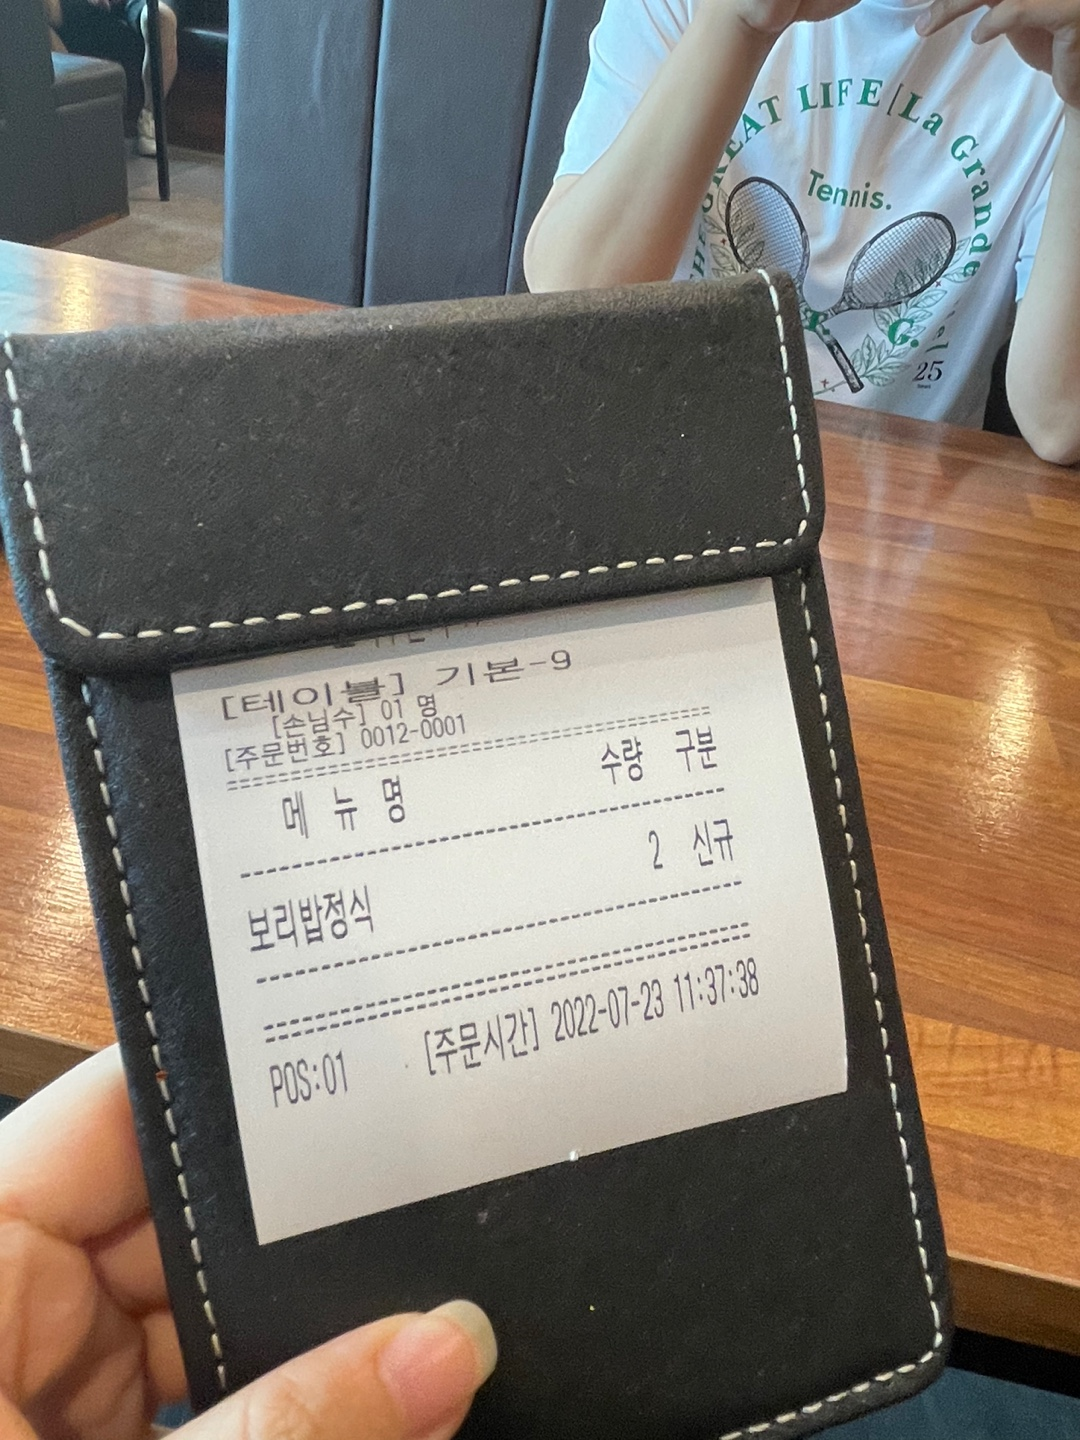 THE GREAT LIFE[La Grande
Tennis.
G.
25
[테이블] 기본-9
[손님수] 01 명
[주문번호] 0012-0001
메 뉴 명 수량 구분
보리밥정식 2 신규
POS:01 [주문시간] 2022-07-23 11:37:38